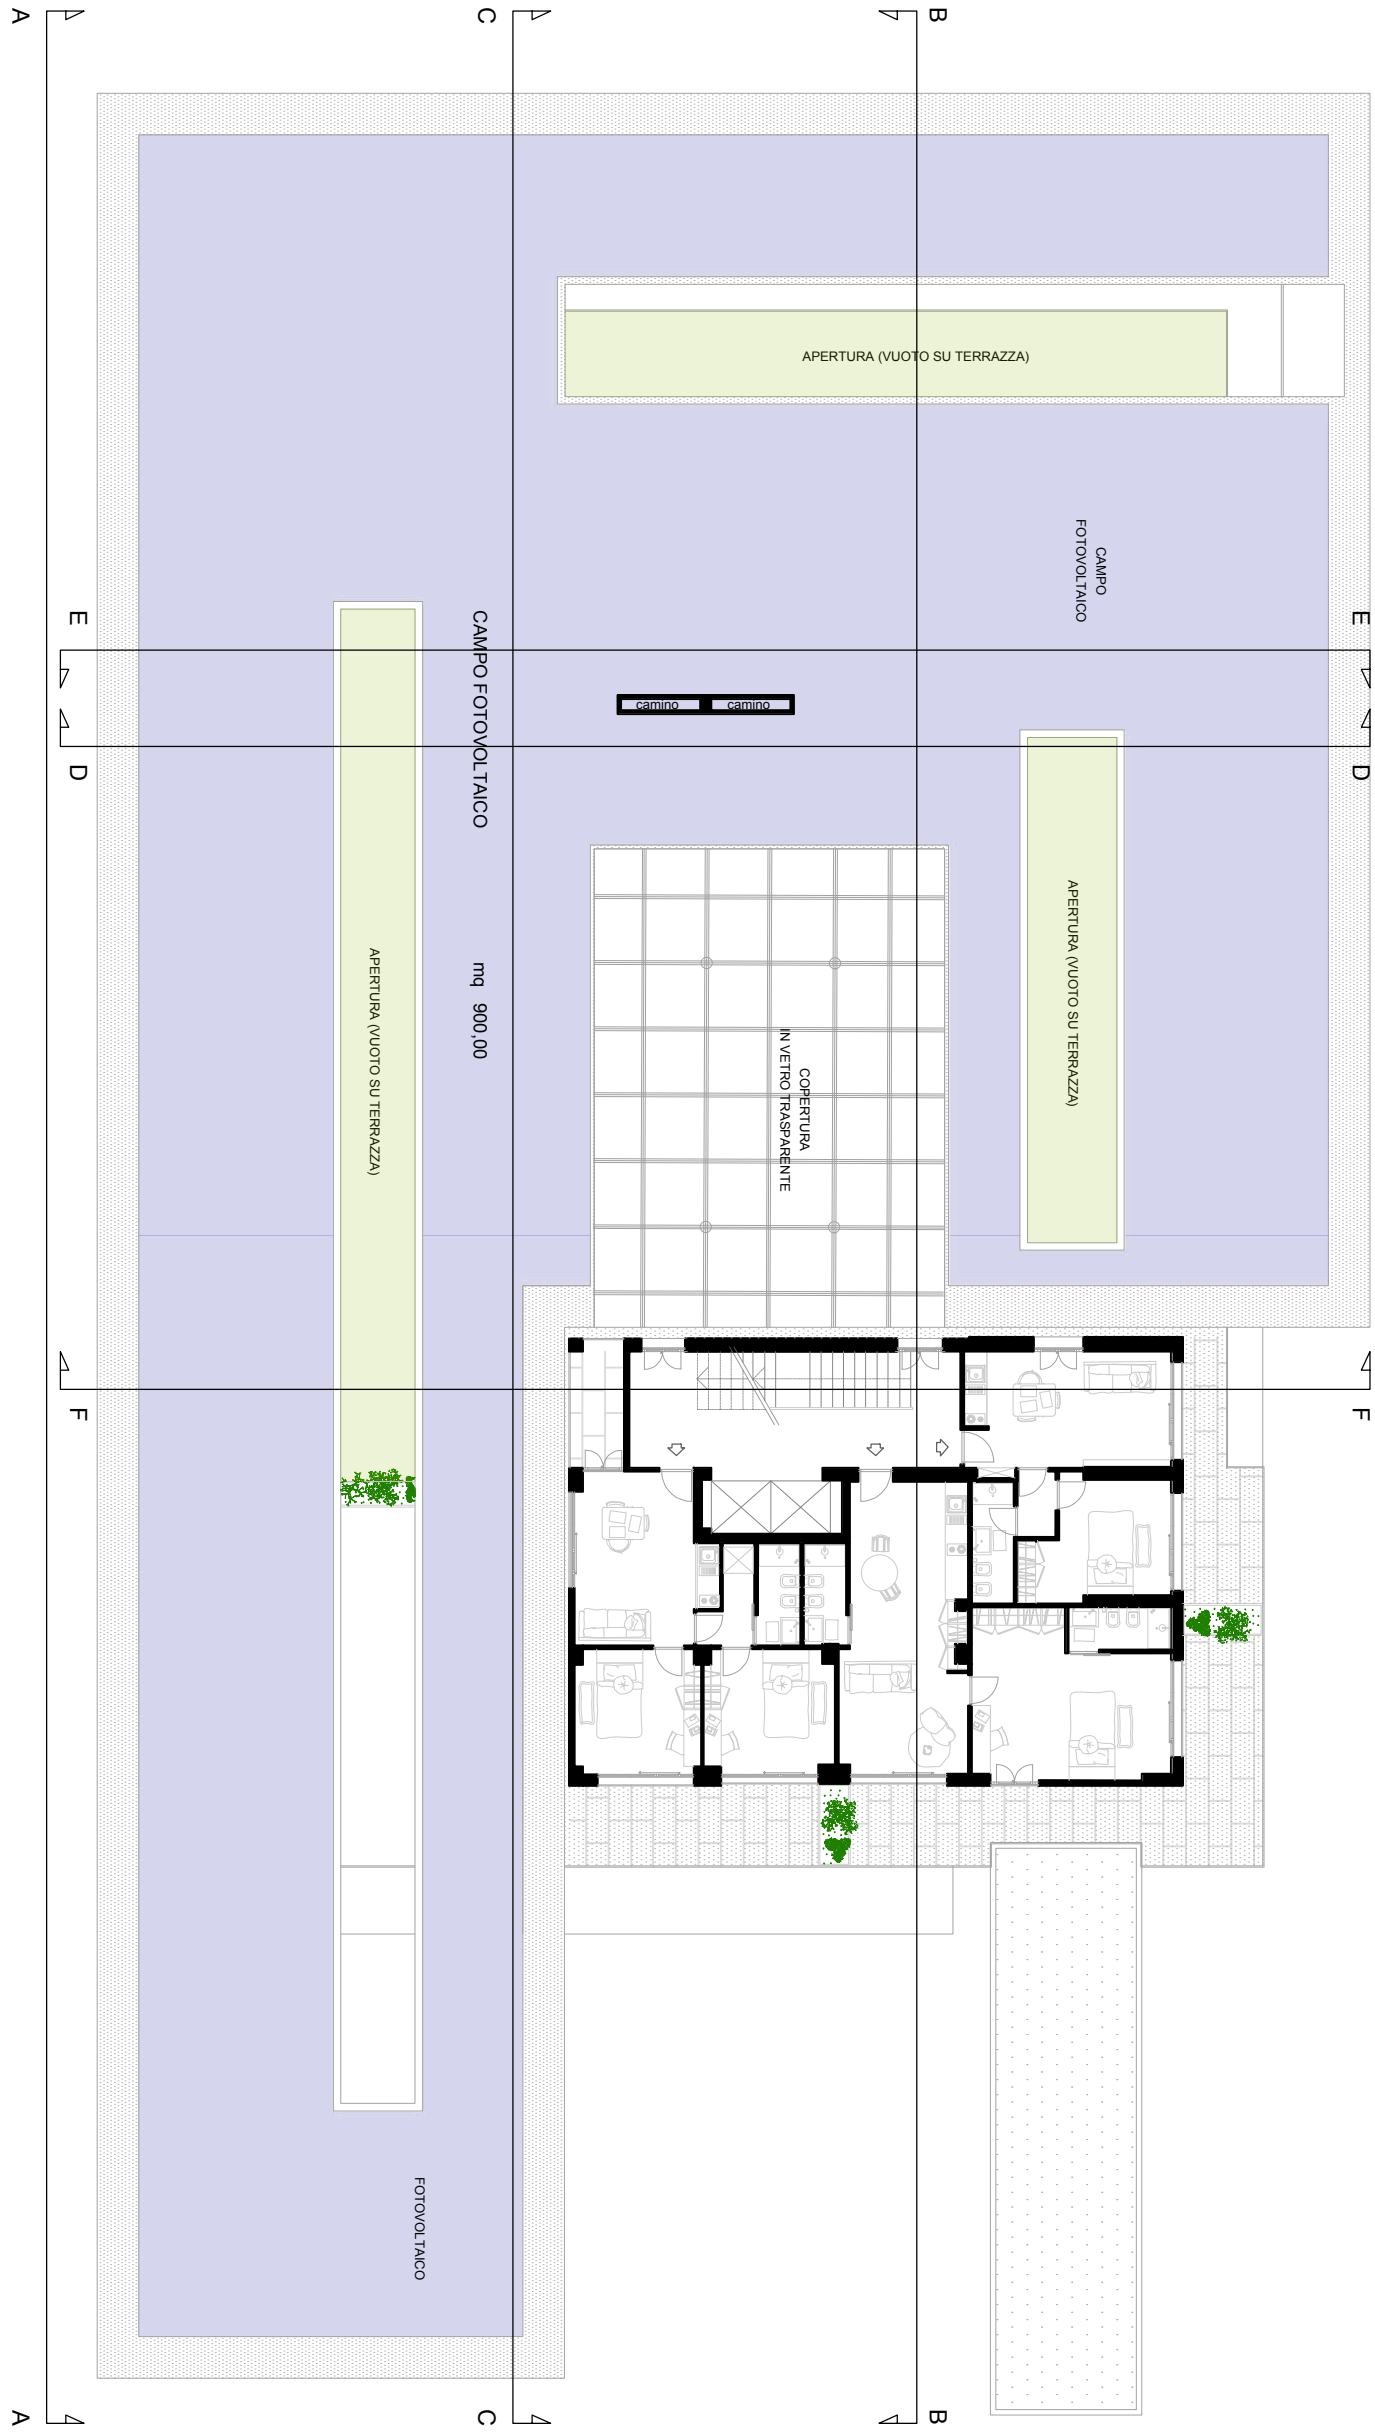 A
C
B
APERTURA (VUOTO SU TERRAZZA)
CAMPO
FOTOVOLTAICO
E
E
CAMPO FOTOVOLTAICO
mq 900,00
camino
camino
D
D
APERTURA (VUOTO SU TERRAZZA)
APERTURA (VUOTO SU TERRAZZA)
COPERTURA
IN VETRO TRASPARENTE
F
F
FOTOVOLTAICO
A
C
B